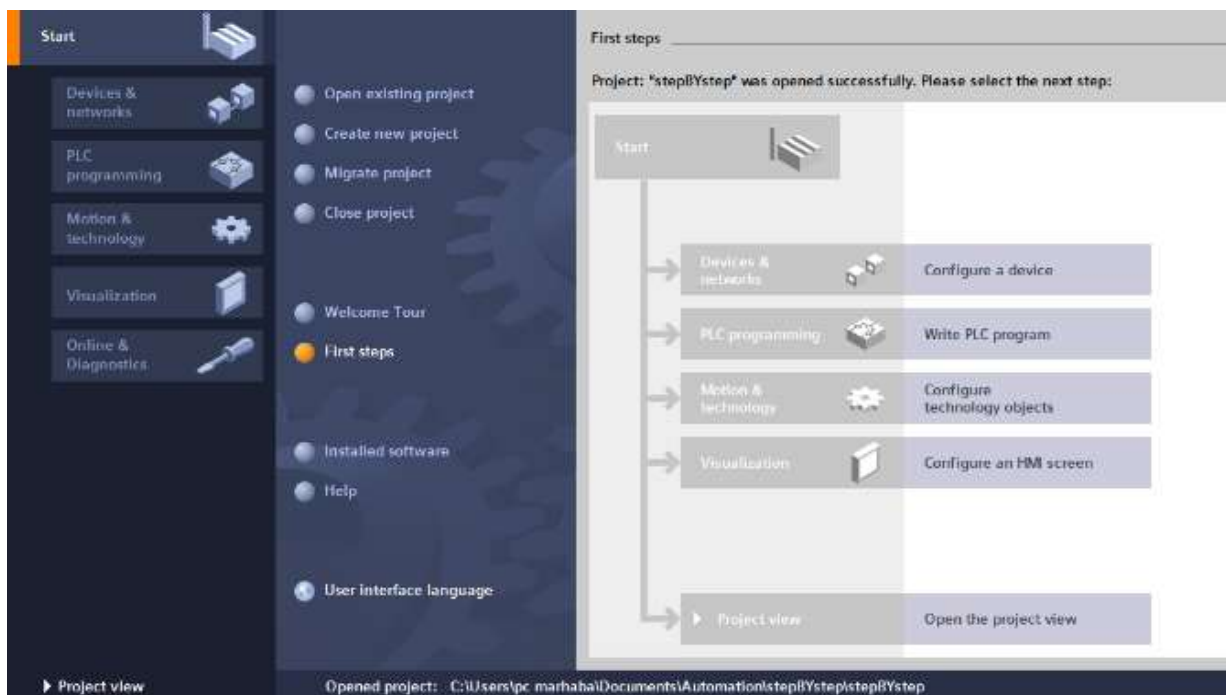 Start
Devices &
networks
PLC
programming
Motion &
technology
Visualization
Online &
Diagnostics
Open existing project
Create new project
Migrate project
Close project
Welcome Tour
First steps
Installed software
Help
User interface language
First steps
Project: "stepBYstep" was opened successfully. Please select the next step:
Start
Devices &
networks
Configure a device
PLC programming
Write PLC program
Motion &
technology
Configure
technology objects
Visualization
Configure an HMI screen
Project view
Open the project view
Project view
Opened project: C:\Users\pc marhaba\Documents\Automation\stepBYstep\stepBYstep